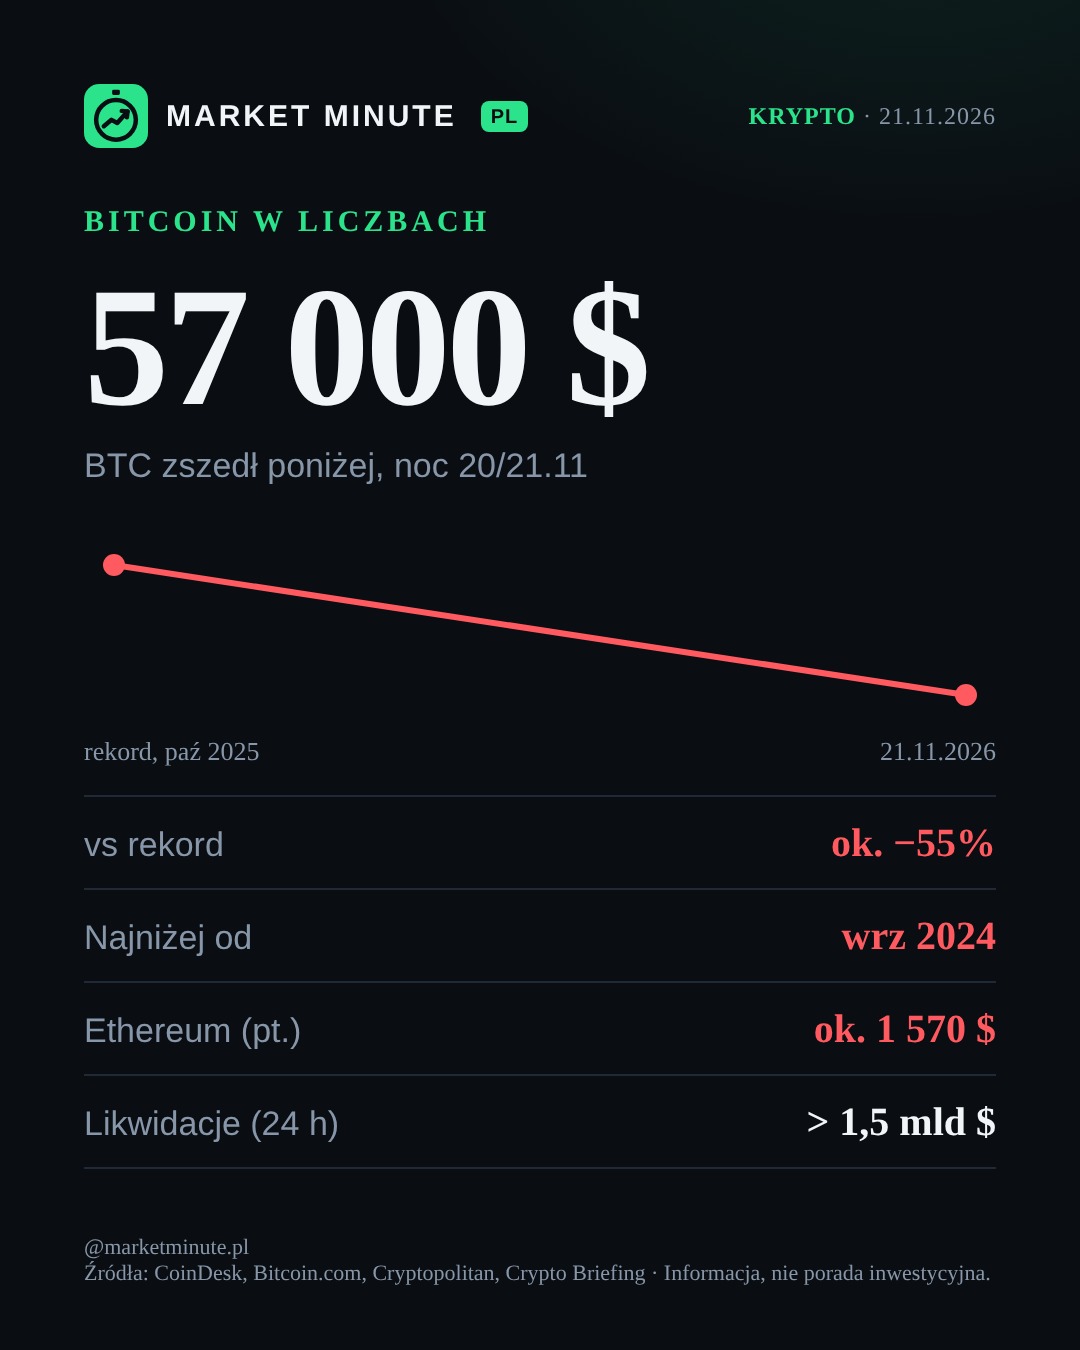 MARKET MINUTE PL
KRYPTO · 21.11.2026
BITCOIN W LICZBACH
57 000 $
BTC zszedł poniżej, noc 20/21.11
rekord, paź 2025
21.11.2026
vs rekord ok. −55%
Najniżej od wrz 2024
Ethereum (pt.) ok. 1 570 $
Likwidacje (24 h) > 1,5 mld $
@marketminute.pl
Źródła: CoinDesk, Bitcoin.com, Cryptopolitan, Crypto Briefing · Informacja, nie porada inwestycyjna.